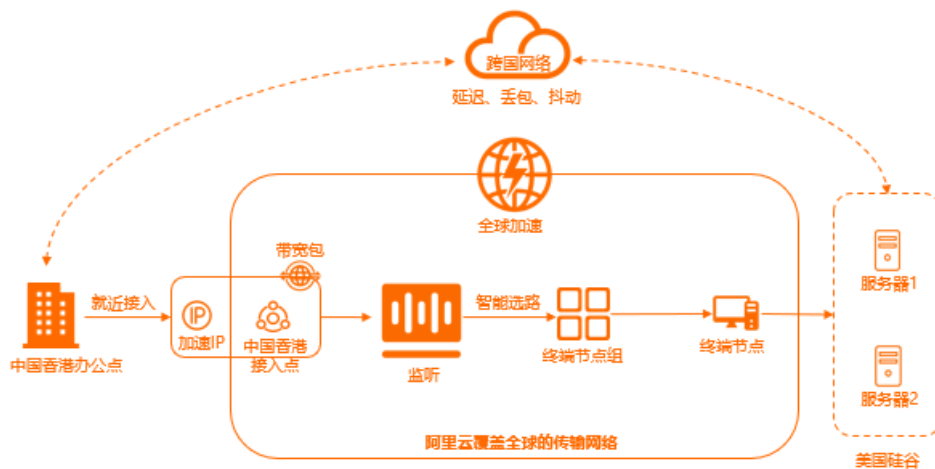 跨国网络
延迟、丢包、抖动
全球加速
带宽包
就近接入
IP
加速IP
中国香港
接入点
智能选路
监听
终端节点组
终端节点
服务器1
服务器2
中国香港办公点
阿里云覆盖全球的传输网络
美国硅谷